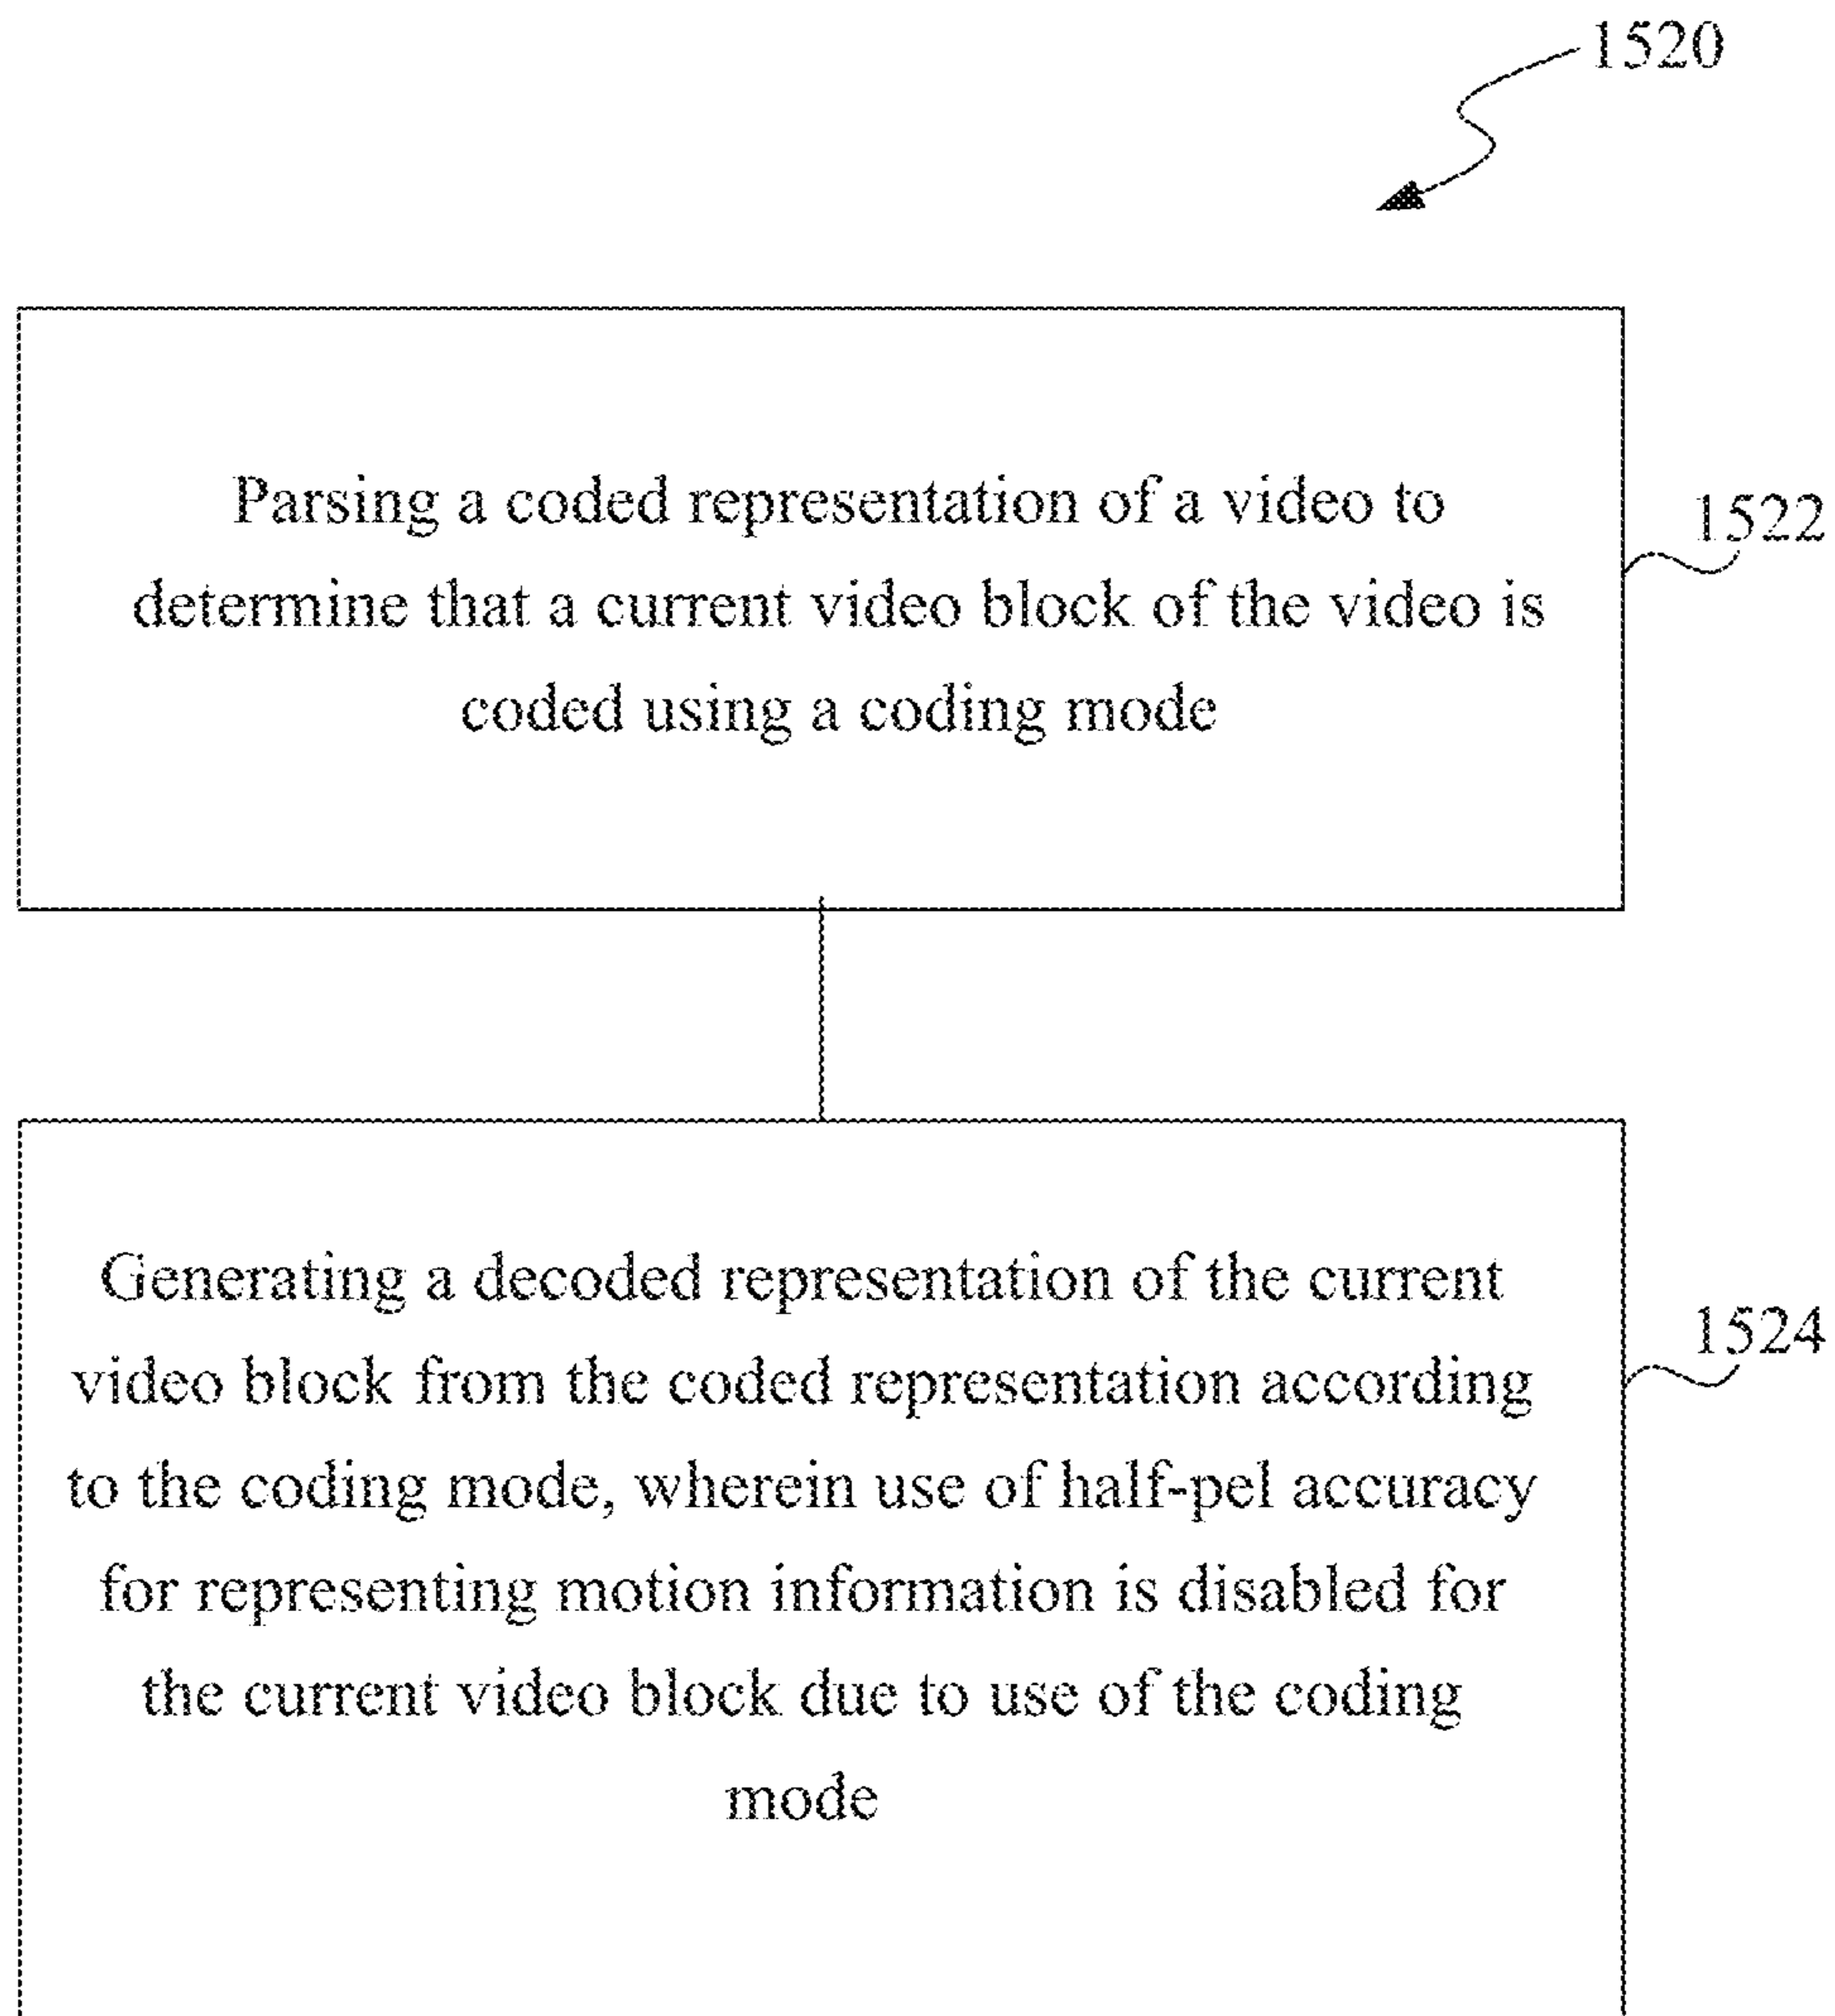 1520
Parsing a coded representation of a video to
determine that a current video block of the video is
coded using a coding mode
1522
Generating a decoded representation of the current
video block from the coded representation according
to the coding mode, wherein use of half-pel accuracy
for representing motion information is disabled for
the current video block due to use of the coding
mode
1524